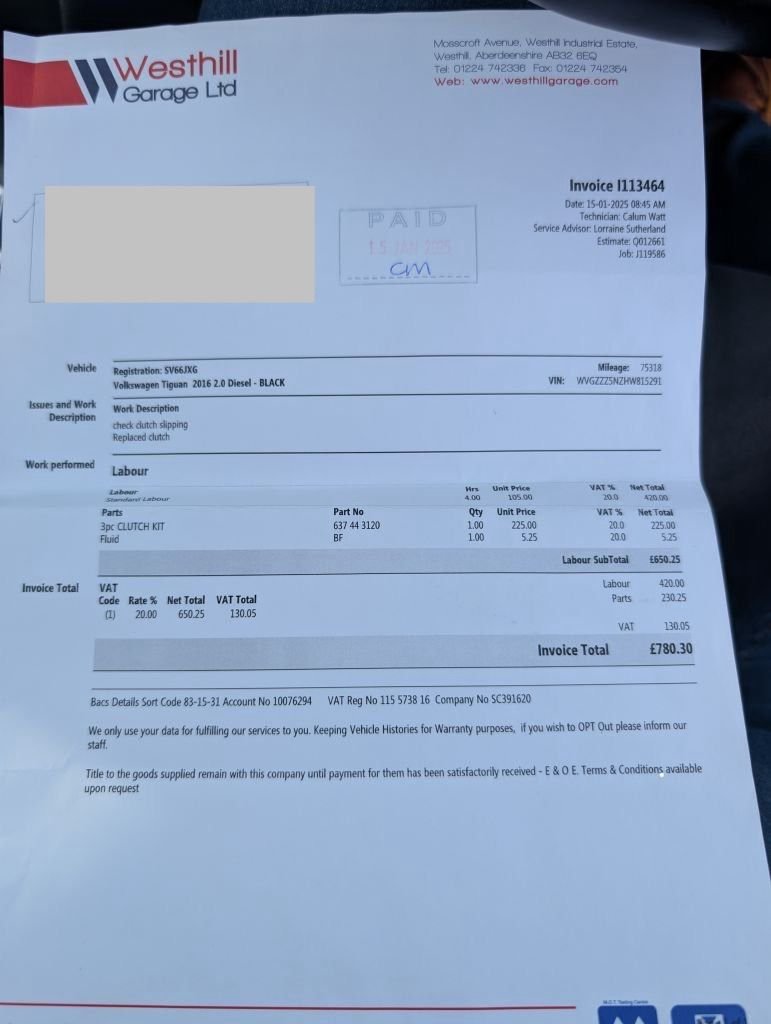 Westhill
Garage Ltd
Mosscroft Avenue, Westhill Industrial Estate,
Westhill, Aberdeenshire AB32 6EQ
Tel: 01224 742336 Fax: 01224 742354
Web: www.westhillgarage.com
Invoice I113464
Date: 15-01-2025 08:45 AM
Technician: Calum Watt
Service Advisor: Lorraine Sutherland
Estimate: Q012661
Job: J119586
PAID
15 JAN 2025
CM
Vehicle
Registration: SV66JXG
Mileage: 75318
Volkswagen Tiguan 2016 2.0 Diesel - BLACK
VIN: WVGZZZ5NZHW815291
Issues and Work Description
Work Description
check clutch slipping
Replaced clutch
Work performed
Labour
Labour Hrs Unit Price VAT % Net Total
Standard Labour 4.00 105.00 20.0 420.00
Parts Part No Qty Unit Price VAT % Net Total
3pc CLUTCH KIT 637 44 3120 1.00 225.00 20.0 225.00
Fluid BF 1.00 5.25 20.0 5.25
Labour SubTotal £650.25
Invoice Total
VAT
Code Rate % Net Total VAT Total
(1) 20.00 650.25 130.05
Labour 420.00
Parts 230.25
VAT 130.05
Invoice Total £780.30
Bacs Details Sort Code 83-15-31 Account No 10076294 VAT Reg No 115 5738 16 Company No SC391620
We only use your data for fulfilling our services to you. Keeping Vehicle Histories for Warranty purposes, if you wish to OPT Out please inform our
staff.
Title to the goods supplied remain with this company until payment for them has been satisfactorily received - E & O E. Terms & Conditions available
upon request
M.O.T. Testing Centre